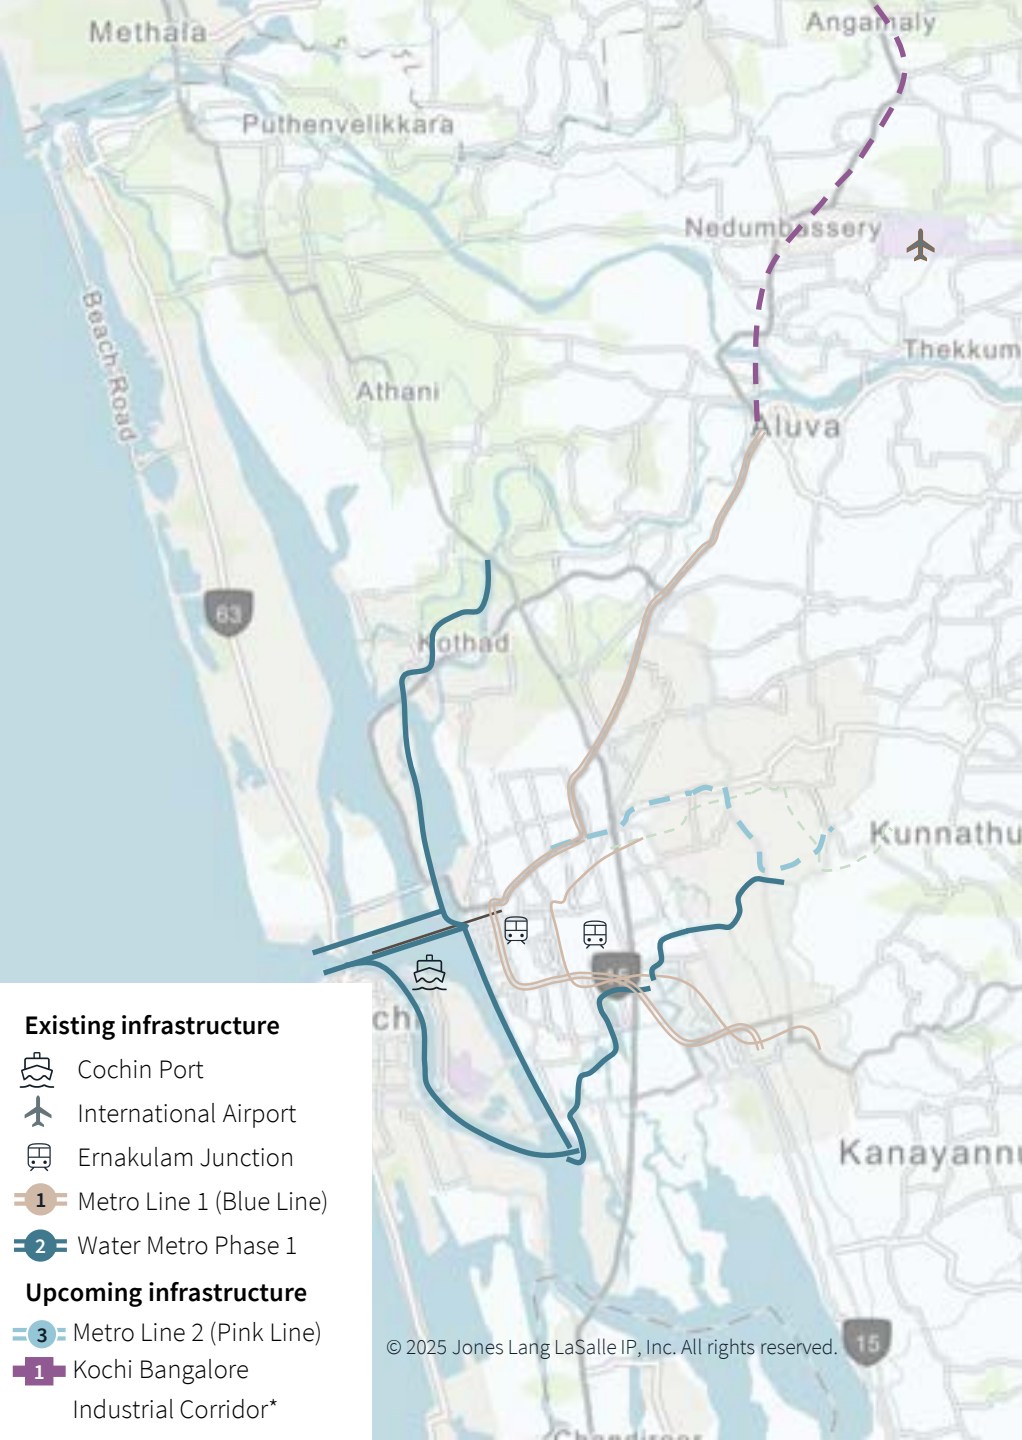 Methala
Angamaly
Puthenvelikkara
Nedumbassery
Beach Road
Thekkum
Athani
Aluva
63
Kothad
Kunnathu
Existing infrastructure
Cochin Port
International Airport
Ernakulam Junction
1 Metro Line 1 (Blue Line)
2 Water Metro Phase 1
Upcoming infrastructure
3 Metro Line 2 (Pink Line)
1 Kochi Bangalore
Industrial Corridor*
Kanayannu
© 2025 Jones Lang LaSalle IP, Inc. All rights reserved.
15